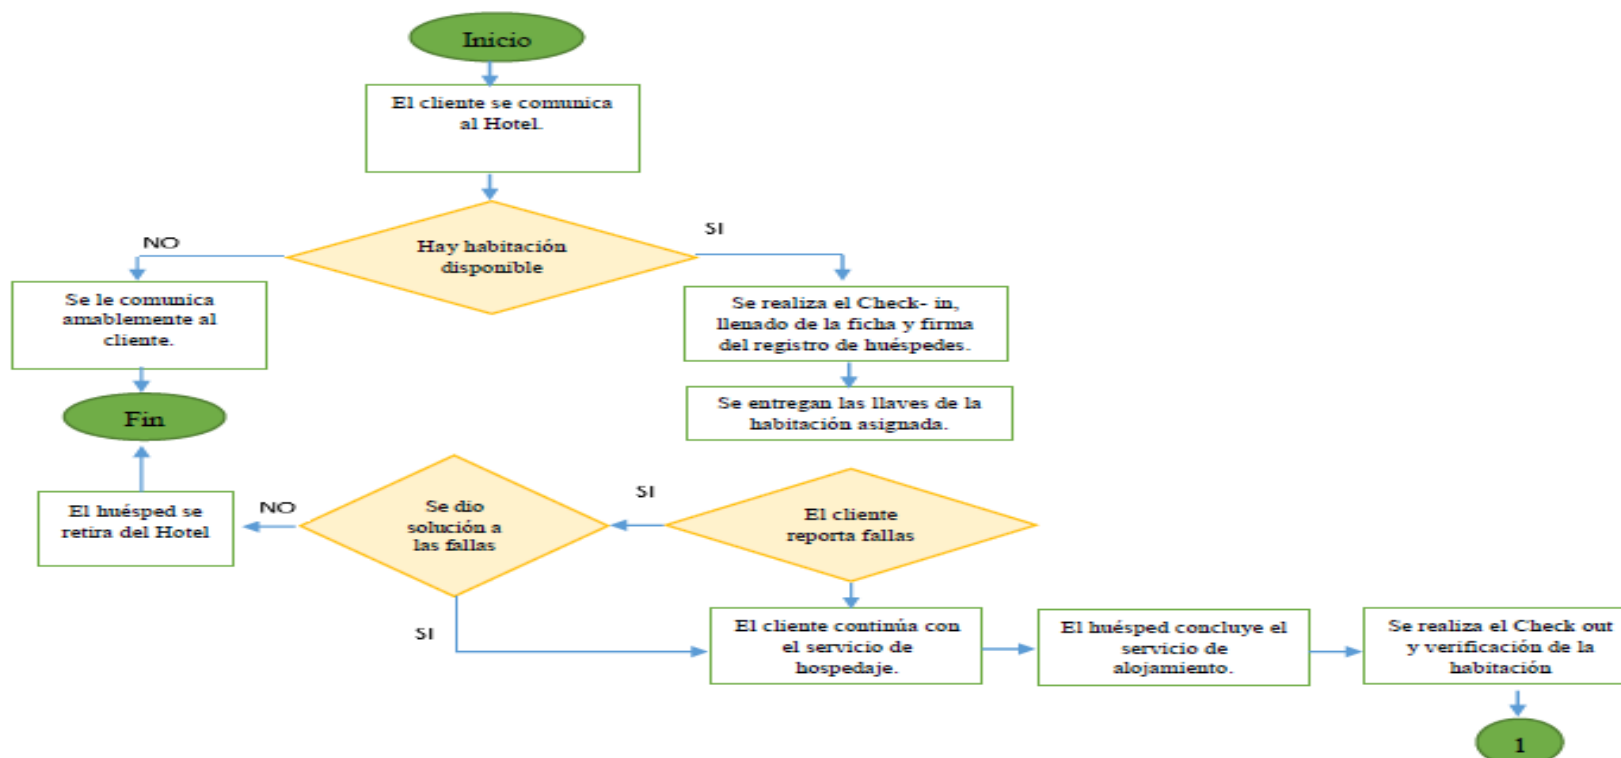 Inicio
El cliente se comunica
al Hotel.
Hay habitación
disponible
NO
SI
Se le comunica
amablemente al
cliente.
Se realiza el Check- in,
llenado de la ficha y firma
del registro de huéspedes.
Se entregan las llaves de la
habitación asignada.
Fin
El cliente
reporta fallas
SI
Se dio
solución a
las fallas
NO
El huésped se
retira del Hotel
SI
El cliente continúa con
el servicio de
hospedaje.
El huésped concluye el
servicio de
alojamiento.
Se realiza el Check out
y verificación de la
habitación
1